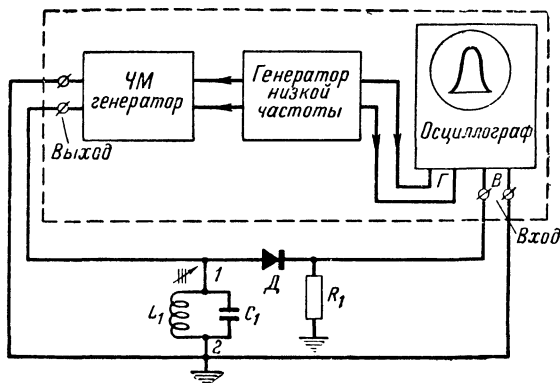 ЧМ
генератор
Генератор
низкой
частоты
Осциллограф
Выход
Г
В
Вход
1
Д
R₁
L₁
C₁
2